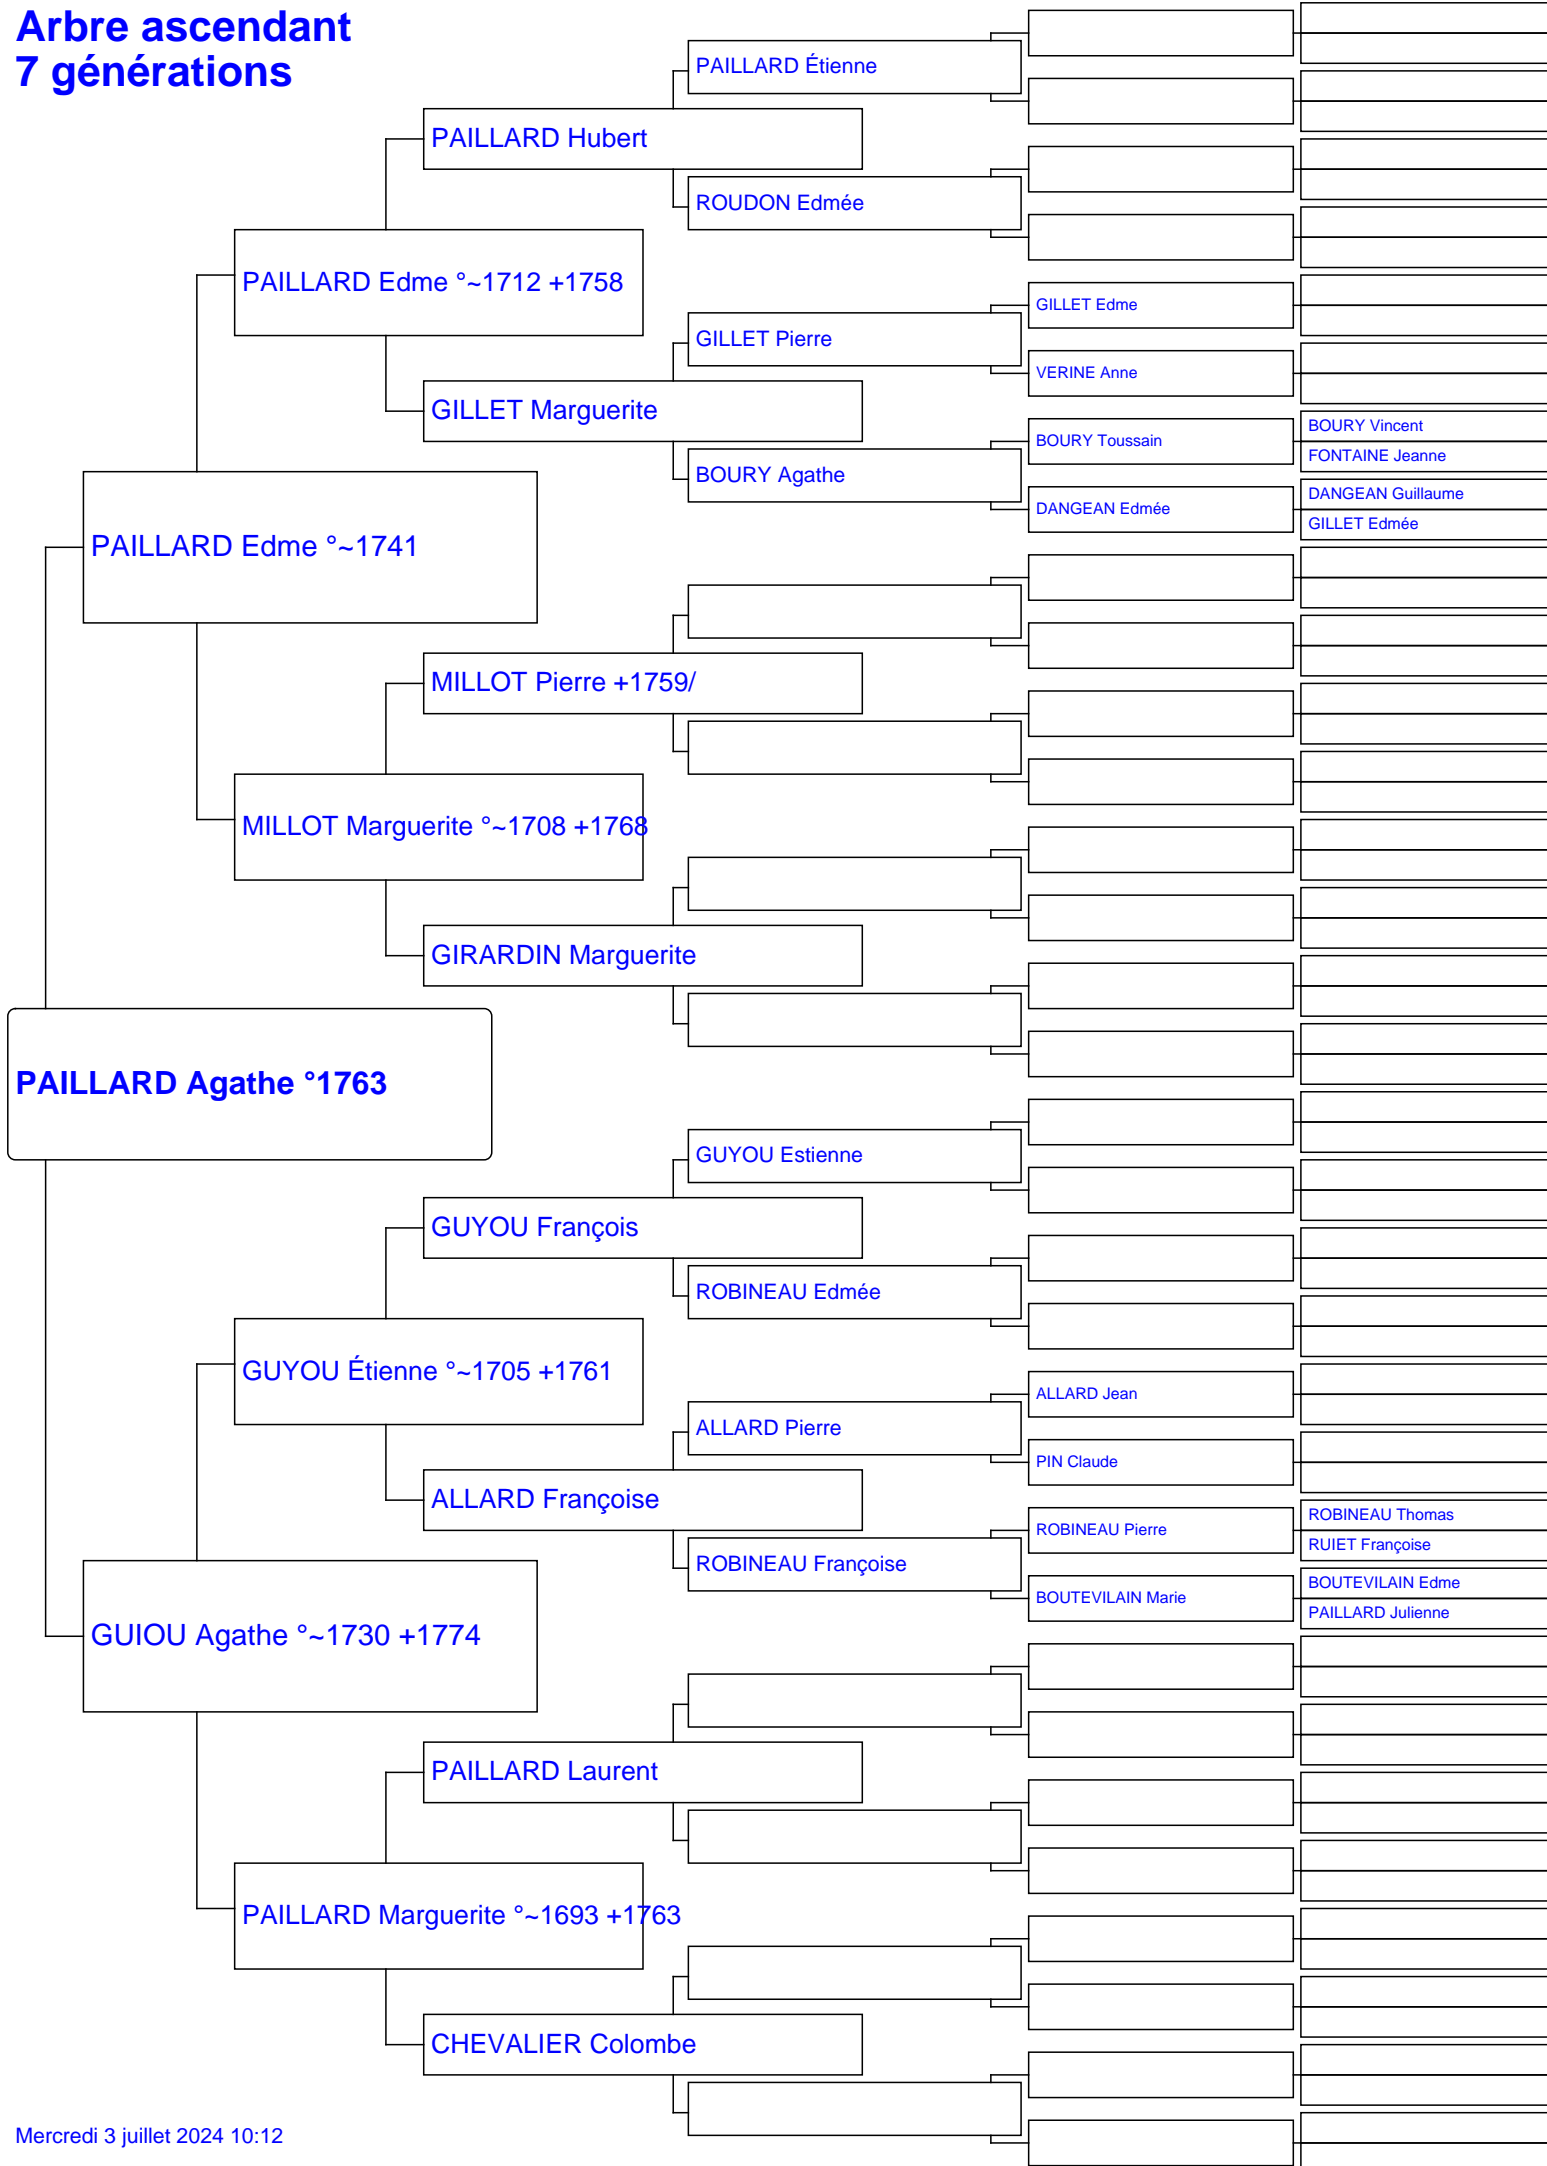 Arbre ascendant
7 générations
PAILLARD Étienne
PAILLARD Hubert
ROUDON Edmée
PAILLARD Edme °~1712 +1758
GILLET Edme
GILLET Pierre
VERINE Anne
GILLET Marguerite
BOURY Vincent
BOURY Toussain
FONTAINE Jeanne
BOURY Agathe
DANGEAN Guillaume
DANGEAN Edmée
GILLET Edmée
PAILLARD Edme °~1741
MILLOT Pierre +1759/
MILLOT Marguerite °~1708 +1768
GIRARDIN Marguerite
PAILLARD Agathe °1763
GUYOU Estienne
GUYOU François
ROBINEAU Edmée
GUYOU Étienne °~1705 +1761
ALLARD Jean
ALLARD Pierre
PIN Claude
ALLARD Françoise
ROBINEAU Thomas
ROBINEAU Pierre
RUIET Françoise
ROBINEAU Françoise
BOUTEVILAIN Edme
BOUTEVILAIN Marie
PAILLARD Julienne
GUIOU Agathe °~1730 +1774
PAILLARD Laurent
PAILLARD Marguerite °~1693 +1763
CHEVALIER Colombe
Mercredi 3 juillet 2024 10:12